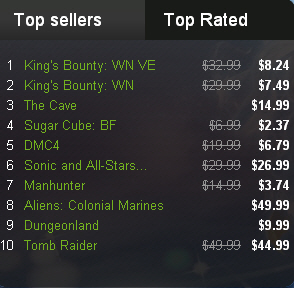 Top sellers Top Rated
1 King's Bounty: WN VE $32.99 $8.24
2 King's Bounty: WN $29.99 $7.49
3 The Cave $14.99
4 Sugar Cube: BF $6.99 $2.37
5 DMC4 $19.99 $6.79
6 Sonic and All-Stars... $29.99 $26.99
7 Manhunter $14.99 $3.74
8 Aliens: Colonial Marines $49.99
9 Dungeonland $9.99
10 Tomb Raider $49.99 $44.99